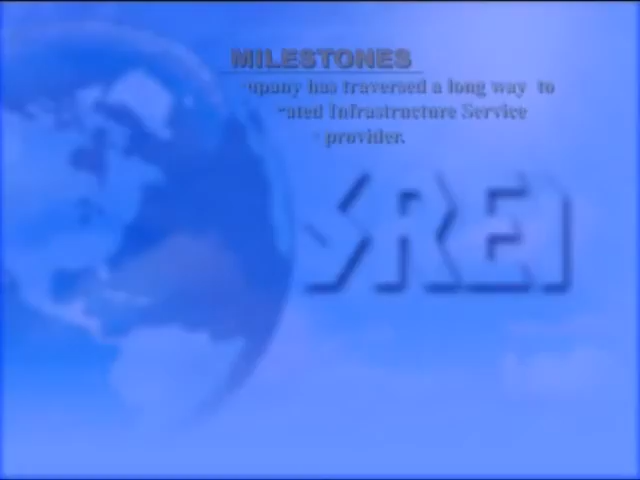 MILESTONES
has traversed a long way to
Infrastructure Service
provider.
SREI